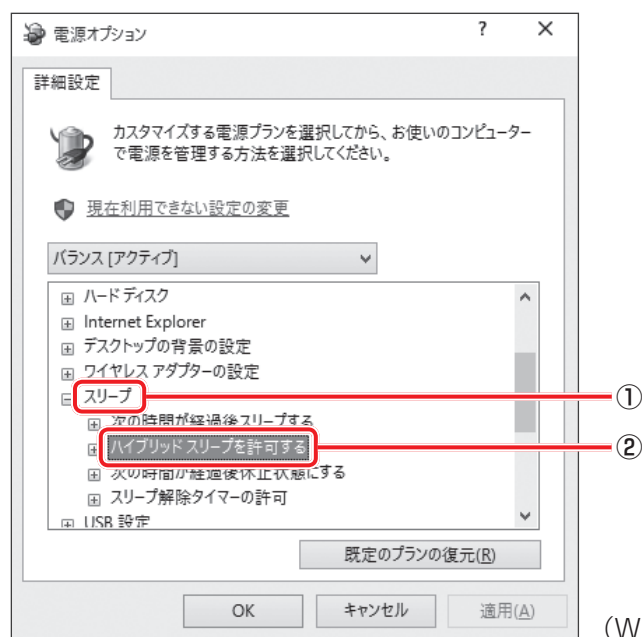 電源オプション ? ×
詳細設定
カスタマイズする電源プランを選択してから、お使いのコンピューター
で電源を管理する方法を選択してください。
現在利用できない設定の変更
バランス [アクティブ]
ハード ディスク
Internet Explorer
デスクトップの背景の設定
ワイヤレス アダプターの設定
スリープ ①
次の時間が経過後スリープする
ハイブリッド スリープを許可する ②
次の時間が経過後休止状態にする
スリープ解除タイマーの許可
USB 設定
既定のプランの復元(R)
OK キャンセル 適用(A)
(W